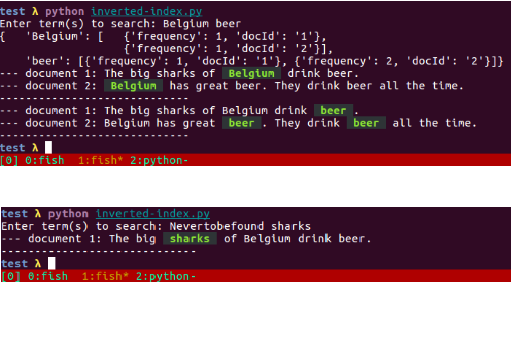 test λ python inverted-index.py
Enter term(s) to search: Belgium beer
{   'Belgium': [   {'frequency': 1, 'docId': '1'},
                   {'frequency': 1, 'docId': '2'}],
    'beer': [{'frequency': 1, 'docId': '1'}, {'frequency': 2, 'docId': '2'}]}
--- document 1: The big sharks of Belgium drink beer.
--- document 2: Belgium has great beer. They drink beer all the time.
-----------------------------
--- document 1: The big sharks of Belgium drink beer .
--- document 2: Belgium has great beer . They drink beer all the time.
-----------------------------
test λ
[0] 0:fish  1:fish* 2:python-
test λ python inverted-index.py
Enter term(s) to search: Nevertobefound sharks
--- document 1: The big sharks of Belgium drink beer.
------------------------------
test λ
[0] 0:fish  1:fish* 2:python-